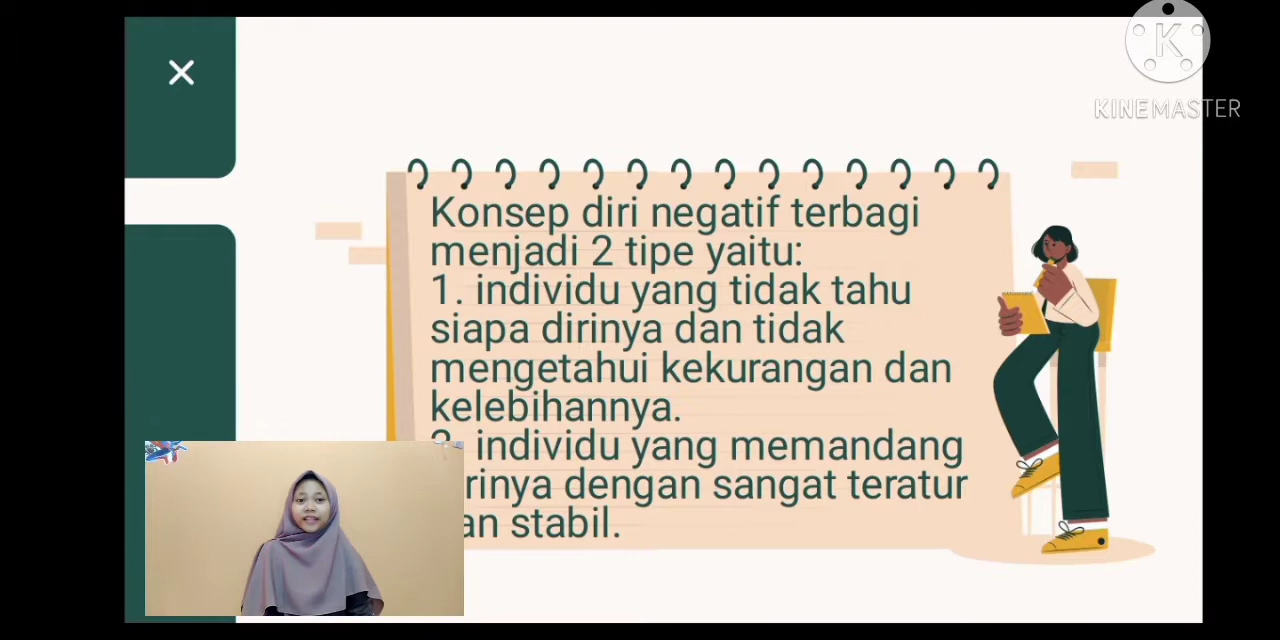 K
KINEMASTER
Konsep diri negatif terbagi
menjadi 2 tipe yaitu:
1. individu yang tidak tahu
siapa dirinya dan tidak
mengetahui kekurangan dan
kelebihannya.
individu yang memandang
dengan sangat teratur
stabil.